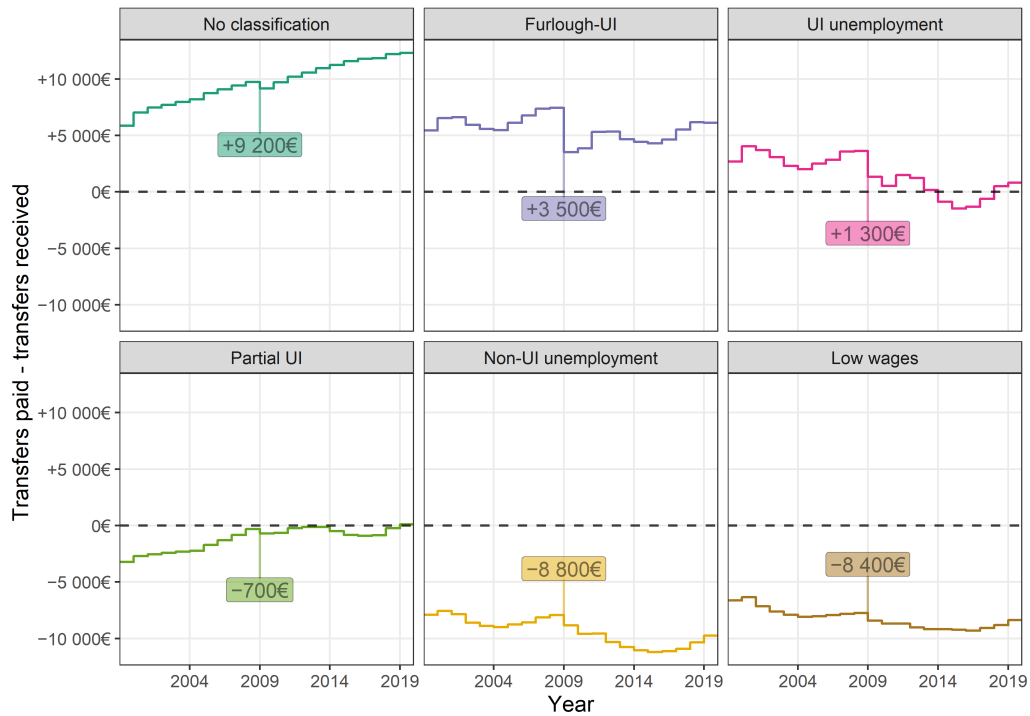 No classification
Furlough-UI
UI unemployment
+10 000€
+5 000€
0€
−5 000€
−10 000€
+9 200€
+3 500€
+1 300€
Transfers paid - transfers received
Partial UI
Non-UI unemployment
Low wages
+10 000€
+5 000€
0€
−5 000€
−10 000€
−700€
−8 800€
−8 400€
2004 2009 2014 2019
2004 2009 2014 2019
2004 2009 2014 2019
Year